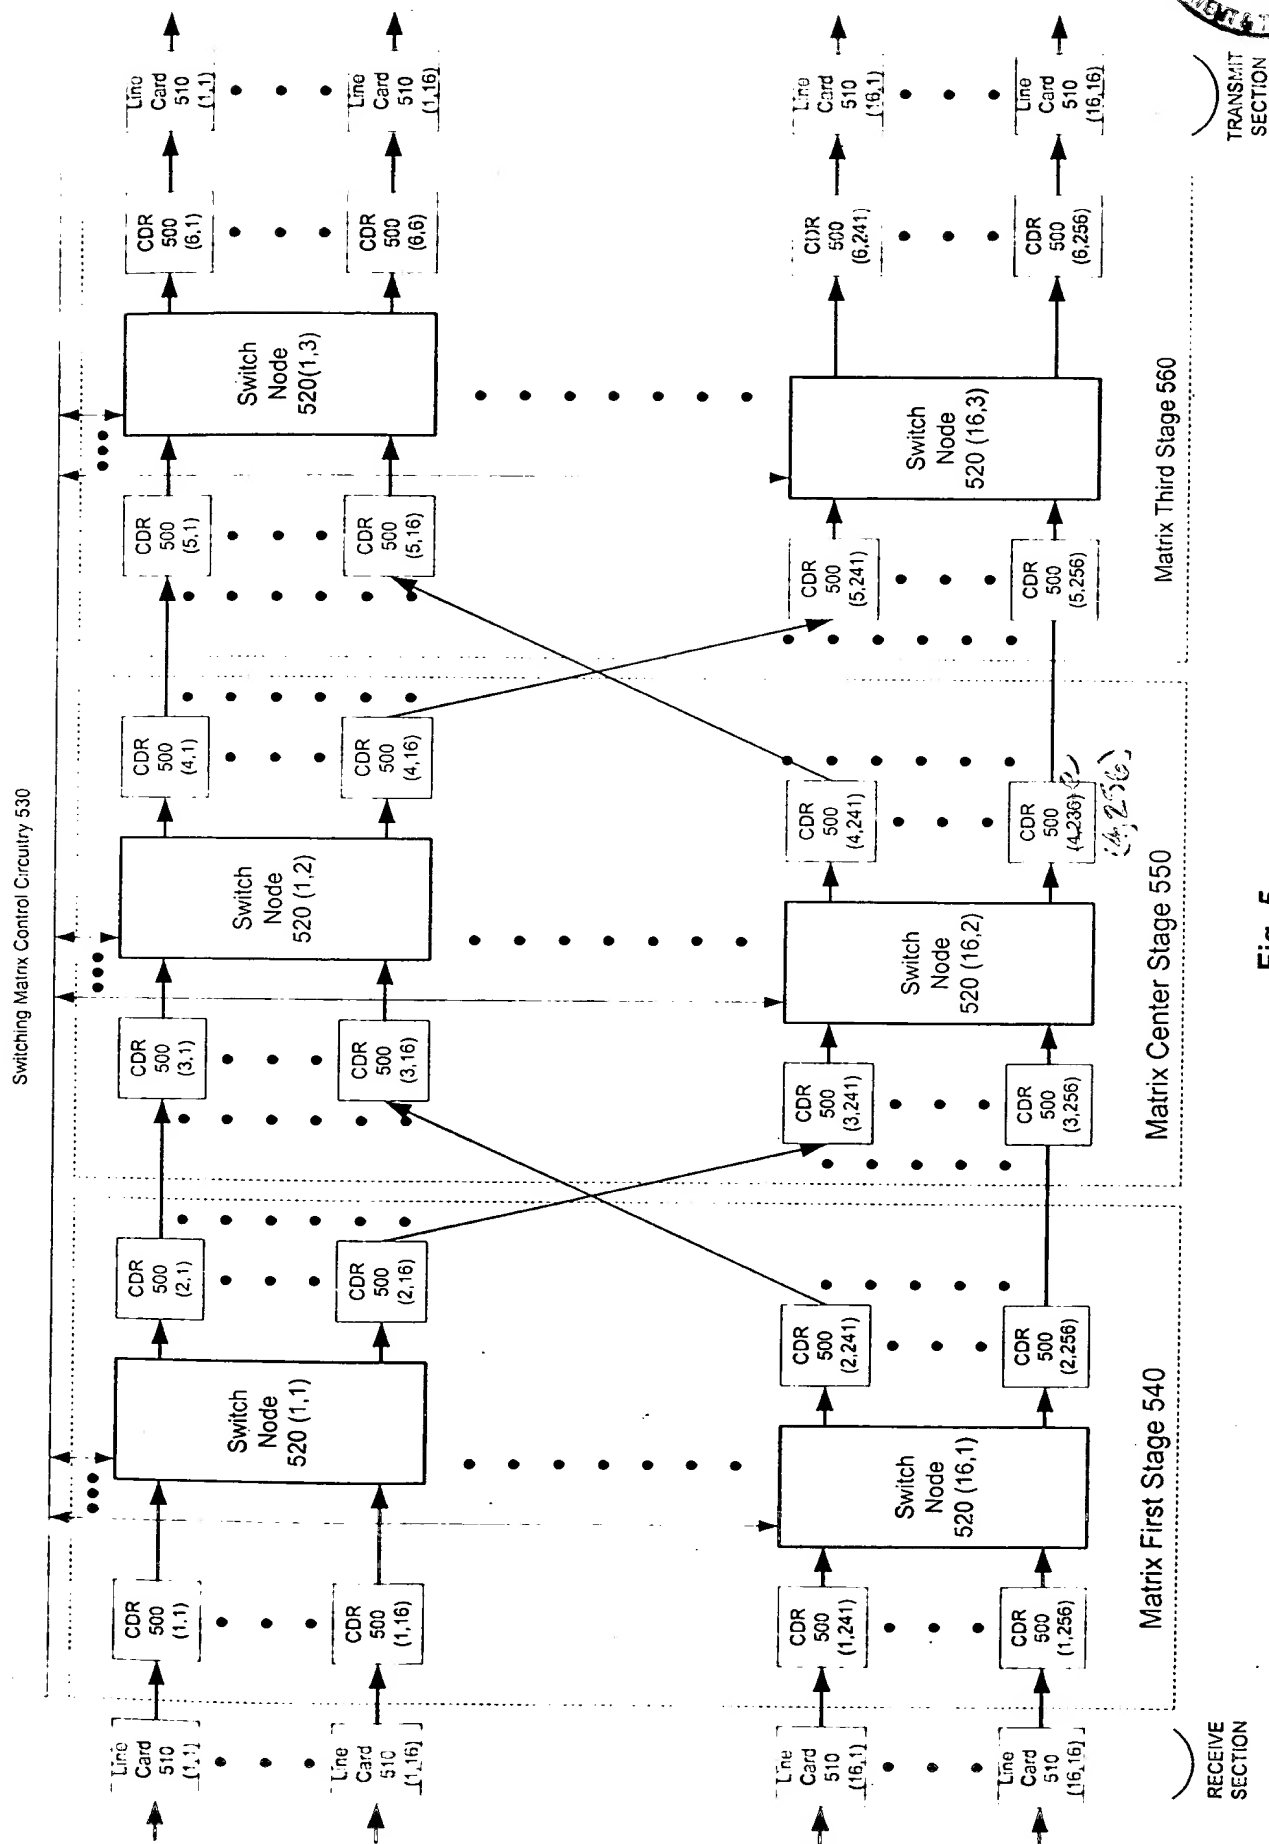 Switching Matrix Control Circuitry 530
Line
Card
510
(1,1)
Line
Card
510
(1,16)
Line
Card
510
(16,1)
Line
Card
510
(16,16)
RECEIVE
SECTION
CDR
500
(1,1)
CDR
500
(1,16)
CDR
500
(1,241)
CDR
500
(1,256)
Switch
Node
520 (1,1)
Switch
Node
520 (16,1)
CDR
500
(2,1)
CDR
500
(2,16)
CDR
500
(2,241)
CDR
500
(2,256)
Matrix First Stage 540
CDR
500
(3,1)
CDR
500
(3,16)
CDR
500
(3,241)
CDR
500
(3,256)
Switch
Node
520 (1,2)
Switch
Node
520 (16,2)
CDR
500
(4,1)
CDR
500
(4,16)
CDR
500
(4,241)
CDR
500
(4,236)
(4,256)
Matrix Center Stage 550
CDR
500
(5,1)
CDR
500
(5,16)
CDR
500
(5,241)
CDR
500
(5,256)
Switch
Node
520(1,3)
Switch
Node
520 (16,3)
CDR
500
(6,1)
CDR
500
(6,6)
CDR
500
(6,241)
CDR
500
(6,256)
Matrix Third Stage 560
Line
Card
510
(1,1)
Line
Card
510
(1,16)
Line
Card
510
(16,1)
Line
Card
510
(16,16)
TRANSMIT
SECTION
Fig. 5